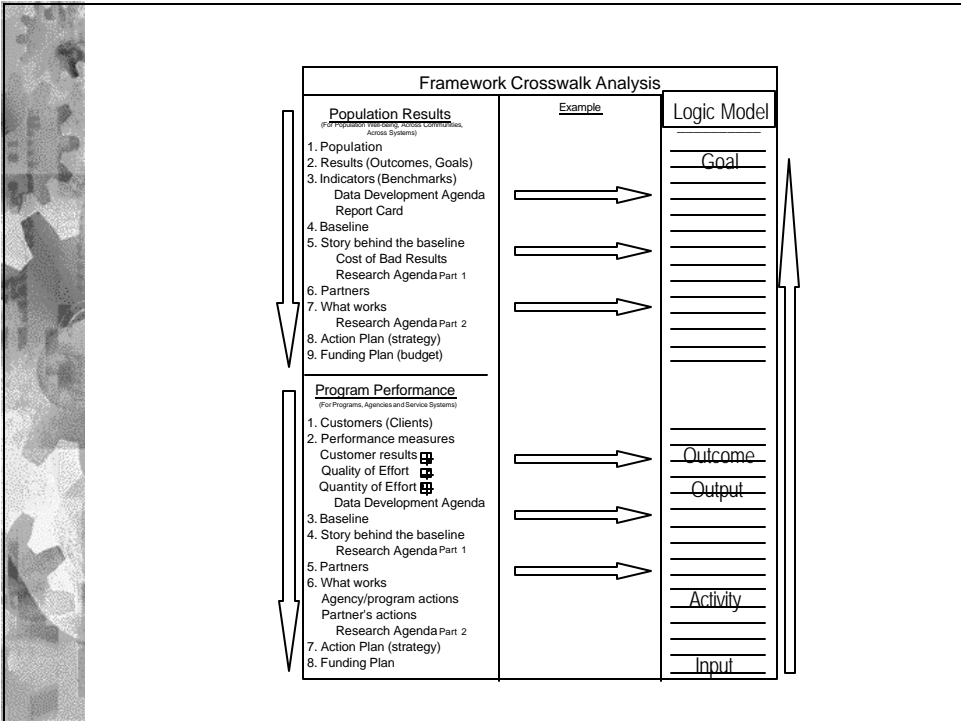 Framework Crosswalk Analysis
Population Results
(For Population Well-being, Across Communities,
Across Systems)
1. Population
2. Results (Outcomes, Goals)
3. Indicators (Benchmarks)
Data Development Agenda
Report Card
4. Baseline
5. Story behind the baseline
Cost of Bad Results
Research Agenda Part 1
6. Partners
7. What works
Research Agenda Part 2
8. Action Plan (strategy)
9. Funding Plan (budget)
Program Performance
(For Programs, Agencies and Service Systems)
1. Customers (Clients)
2. Performance measures
Customer results
Quality of Effort
Quantity of Effort
Data Development Agenda
3. Baseline
4. Story behind the baseline
Research Agenda Part 1
5. Partners
6. What works
Agency/program actions
Partner's actions
Research Agenda Part 2
7. Action Plan (strategy)
8. Funding Plan
Example
Logic Model
Goal
Outcome
Output
Activity
Input